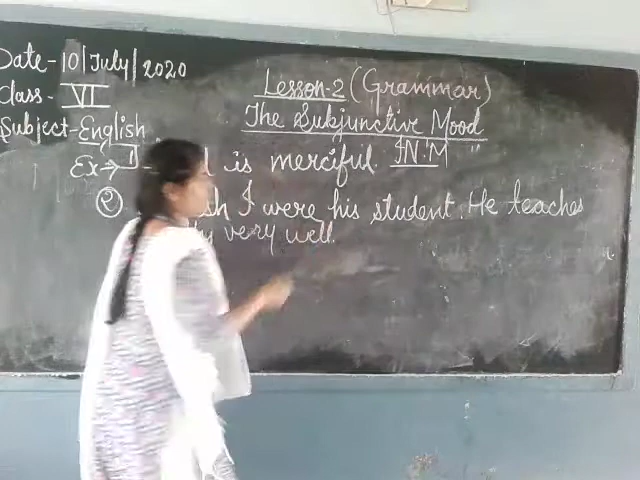 Date- 10/July/2020
Class- VI
Subject- English
Lesson-2 (Grammar)
The Subjunctive Mood
Ex→ 1- is merciful. I.N.M "
② I were his student. He teaches
very well.